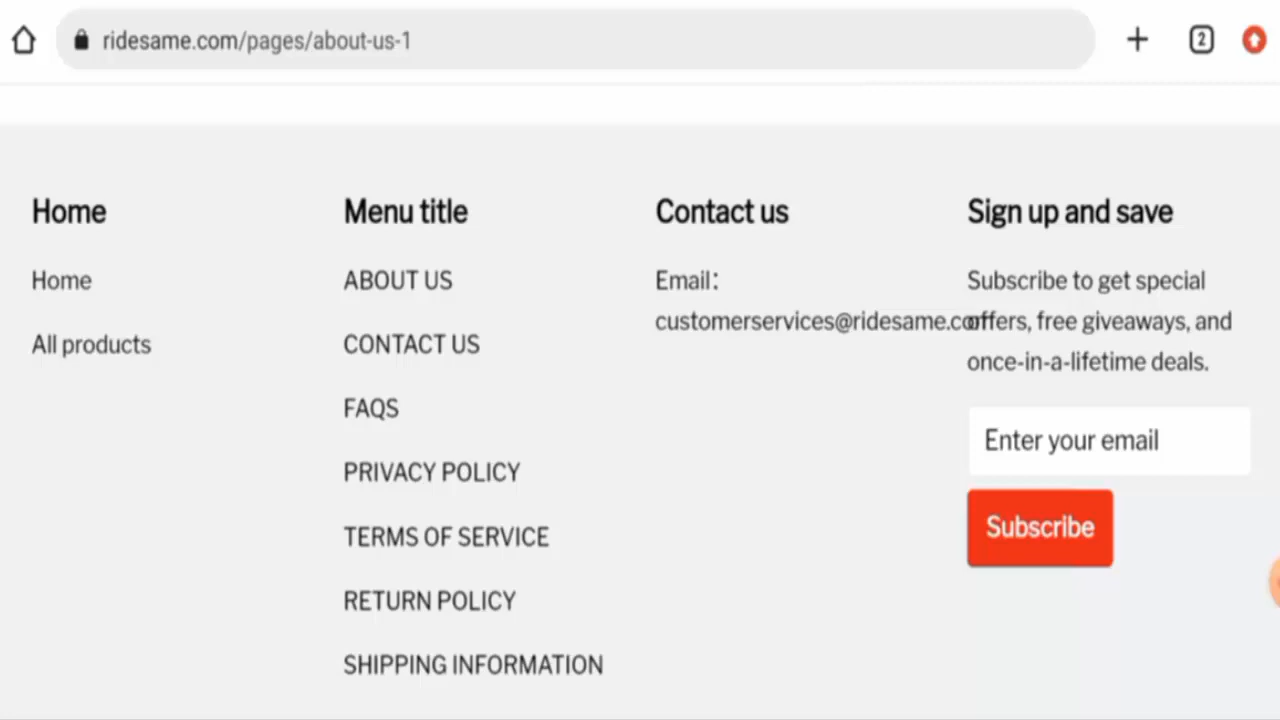 ridesame.com/pages/about-us-1
2
Home
Home
All products
Menu title
ABOUT US
CONTACT US
FAQS
PRIVACY POLICY
TERMS OF SERVICE
RETURN POLICY
SHIPPING INFORMATION
Contact us
Email:
customerservices@ridesame.com
Sign up and save
Subscribe to get special
offers, free giveaways, and
once-in-a-lifetime deals.
Enter your email
Subscribe